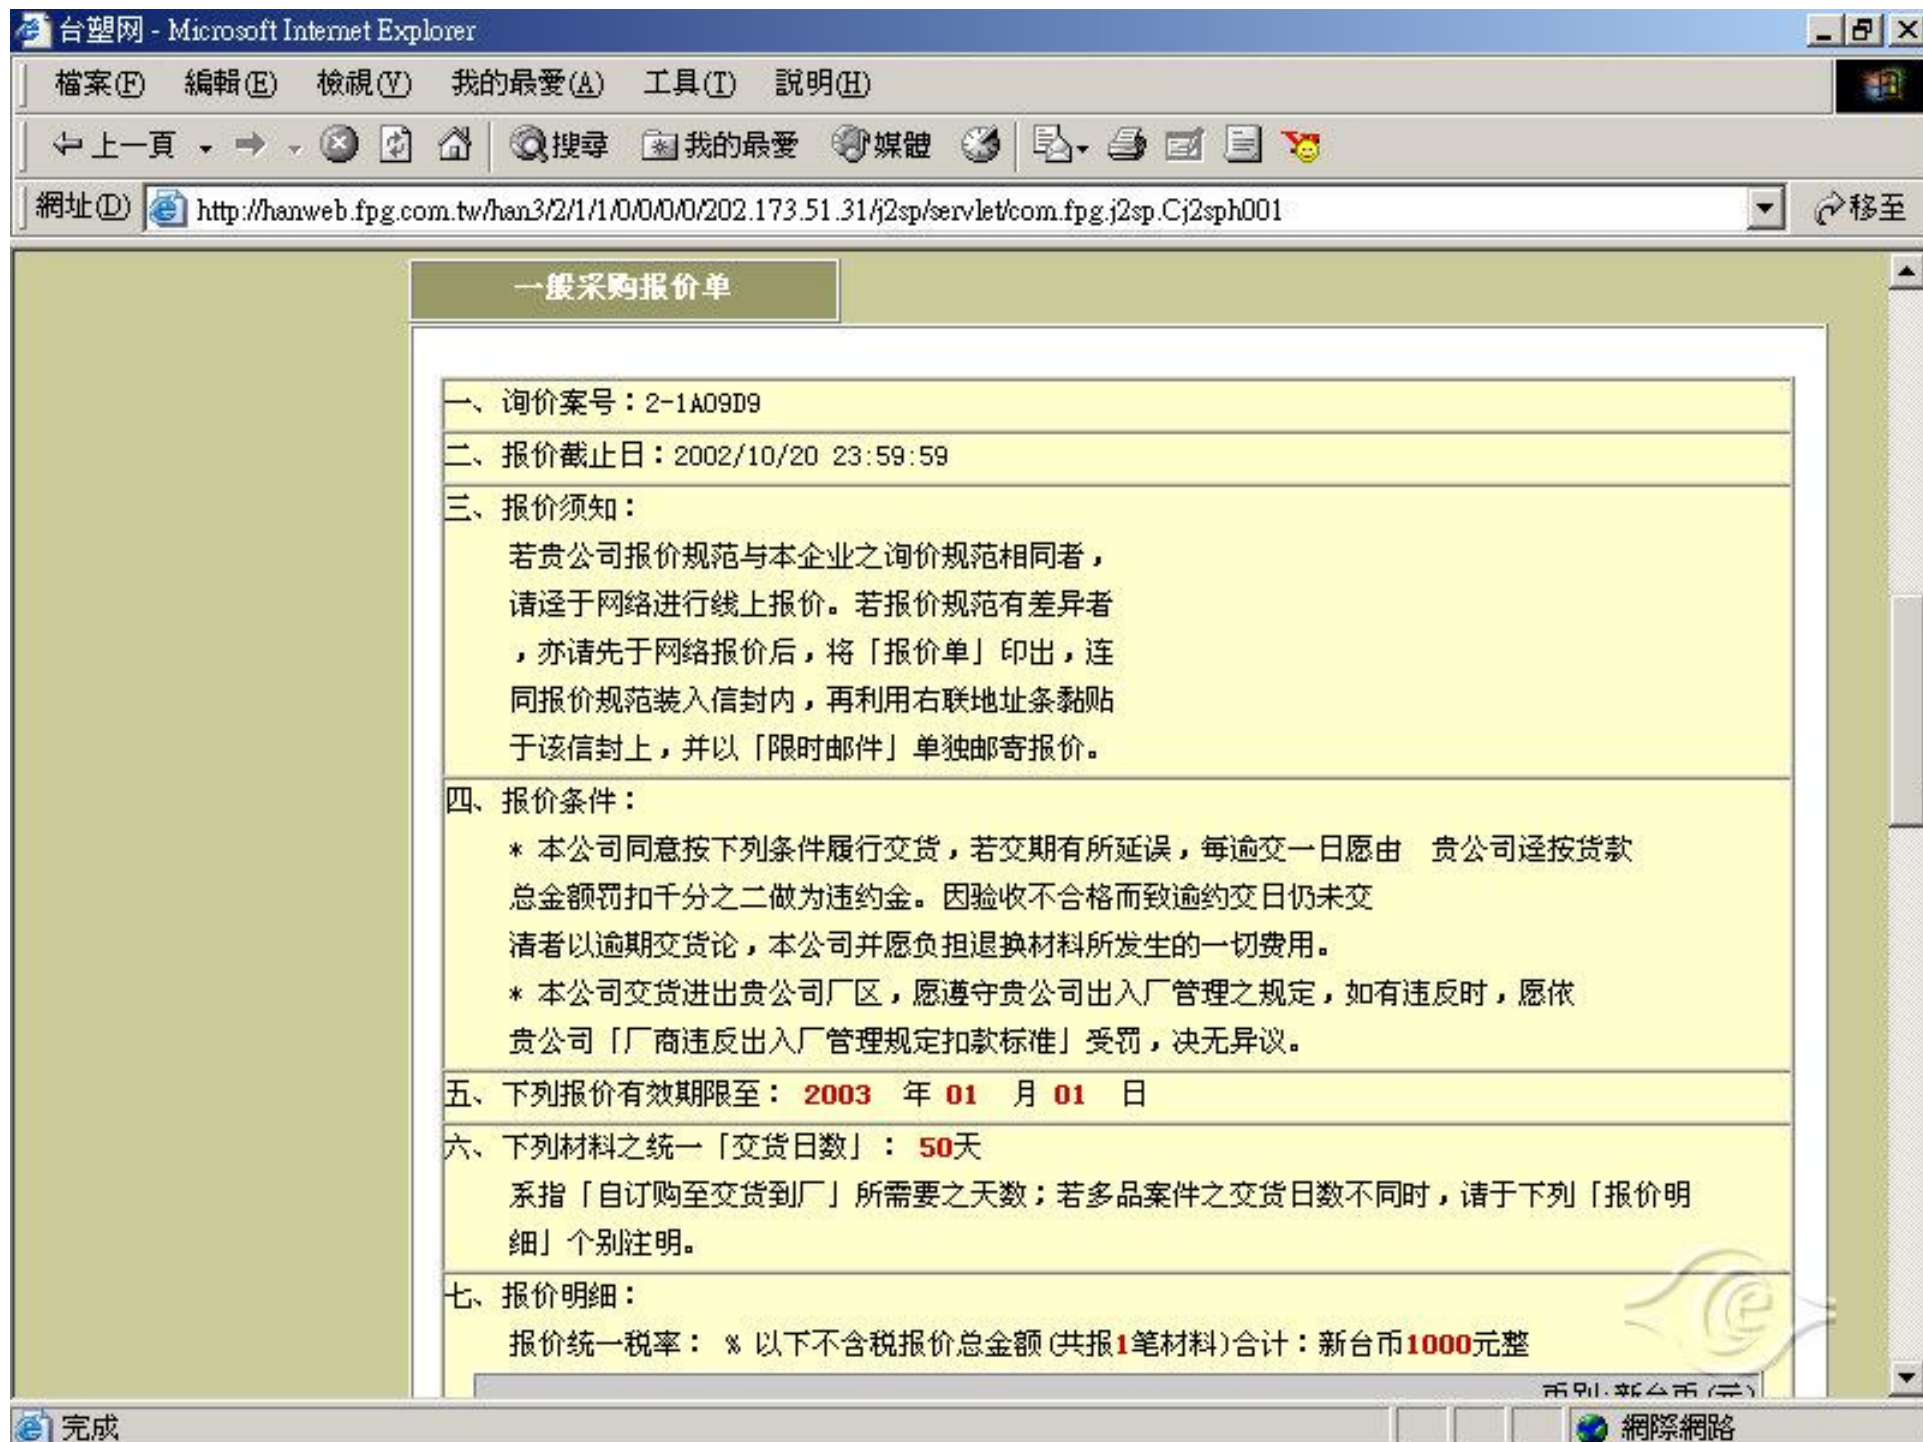 台塑网 - Microsoft Internet Explorer
檔案(F) 編輯(E) 檢視(V) 我的最愛(A) 工具(T) 說明(H)
上一頁 搜尋 我的最愛 媒體
網址(D) http://hanweb.fpg.com.tw/han3/2/1/1/0/0/0/0/202.173.51.31/j2sp/servlet/com.fpg.j2sp.Cj2sph001 移至
一般采购报价单
一、询价案号：2-1A09D9
二、报价截止日：2002/10/20 23:59:59
三、报价须知：
若贵公司报价规范与本企业之询价规范相同者，
请迳于网络进行线上报价。若报价规范有差异者
，亦请先于网络报价后，将「报价单」印出，连
同报价规范装入信封内，再利用右联地址条黏贴
于该信封上，并以「限时邮件」单独邮寄报价。
四、报价条件：
* 本公司同意按下列条件履行交货，若交期有所延误，每逾交一日愿由 贵公司迳按货款
总金额罚扣千分之二做为违约金。因验收不合格而致逾约交日仍未交
清者以逾期交货论，本公司并愿负担退换材料所发生的一切费用。
* 本公司交货进出贵公司厂区，愿遵守贵公司出入厂管理之规定，如有违反时，愿依
贵公司「厂商违反出入厂管理规定扣款标准」受罚，决无异议。
五、下列报价有效期限至： 2003 年 01 月 01 日
六、下列材料之统一「交货日数」： 50天
系指「自订购至交货到厂」所需要之天数；若多品案件之交货日数不同时，请于下列「报价明
细」个别注明。
七、报价明细：
报价统一税率： % 以下不含税报价总金额(共报1笔材料)合计：新台币1000元整
币别:新台币(元)
完成 網際網路